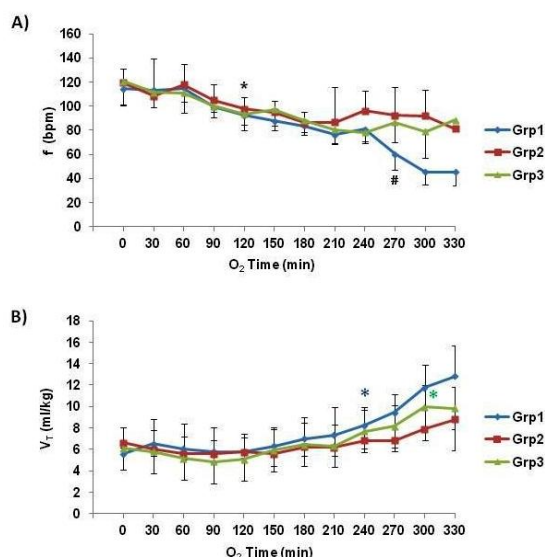 A)
160
140
120
100
80
60
40
20
0
f (bpm)
*
#
0 30 60 90 120 150 180 210 240 270 300 330
O₂ Time (min)
Grp1
Grp2
Grp3
B)
18
16
14
12
10
8
6
4
2
0
V_T (ml/kg)
*
*
0 30 60 90 120 150 180 210 240 270 300 330
O₂ Time (min)
Grp1
Grp2
Grp3